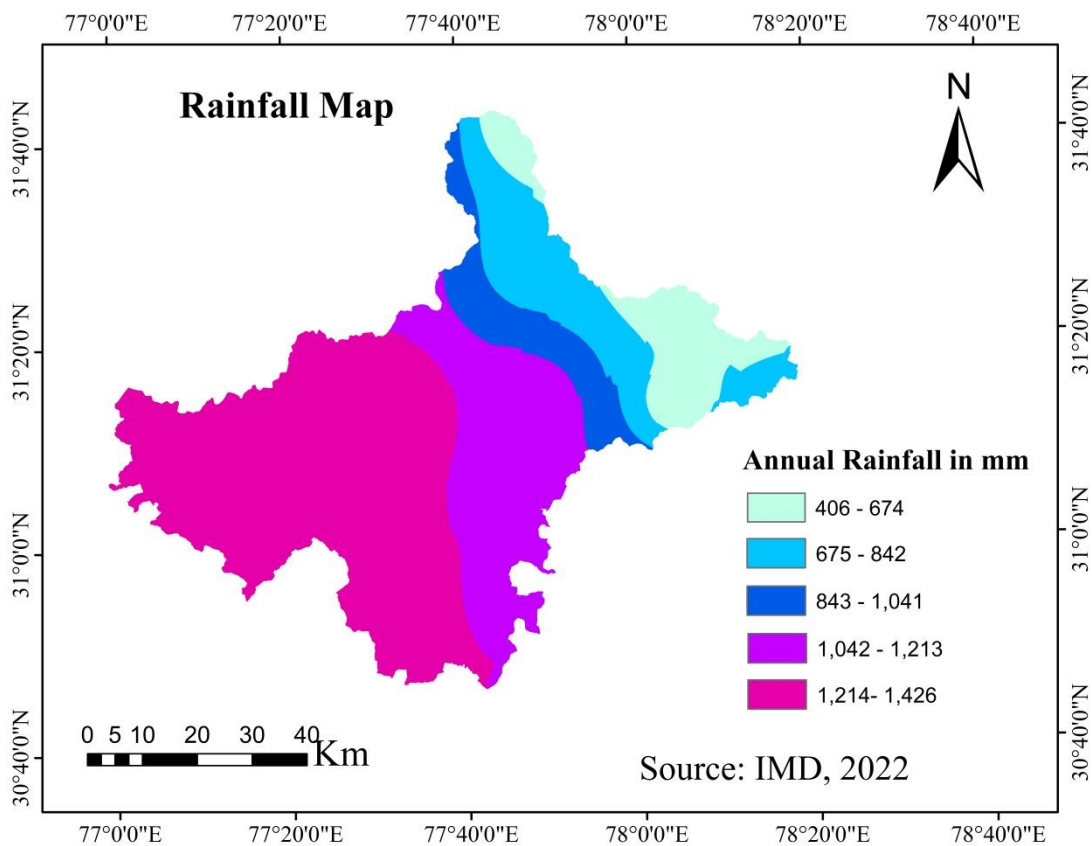 77°0'0"E 77°20'0"E 77°40'0"E 78°0'0"E 78°20'0"E 78°40'0"E
Rainfall Map
N
31°40'0"N
31°20'0"N
31°0'0"N
30°40'0"N
31°40'0"N
31°20'0"N
31°0'0"N
30°40'0"N
Annual Rainfall in mm
406 - 674
675 - 842
843 - 1,041
1,042 - 1,213
1,214- 1,426
0 5 10 20 30 40
Km
Source: IMD, 2022
77°0'0"E 77°20'0"E 77°40'0"E 78°0'0"E 78°20'0"E 78°40'0"E